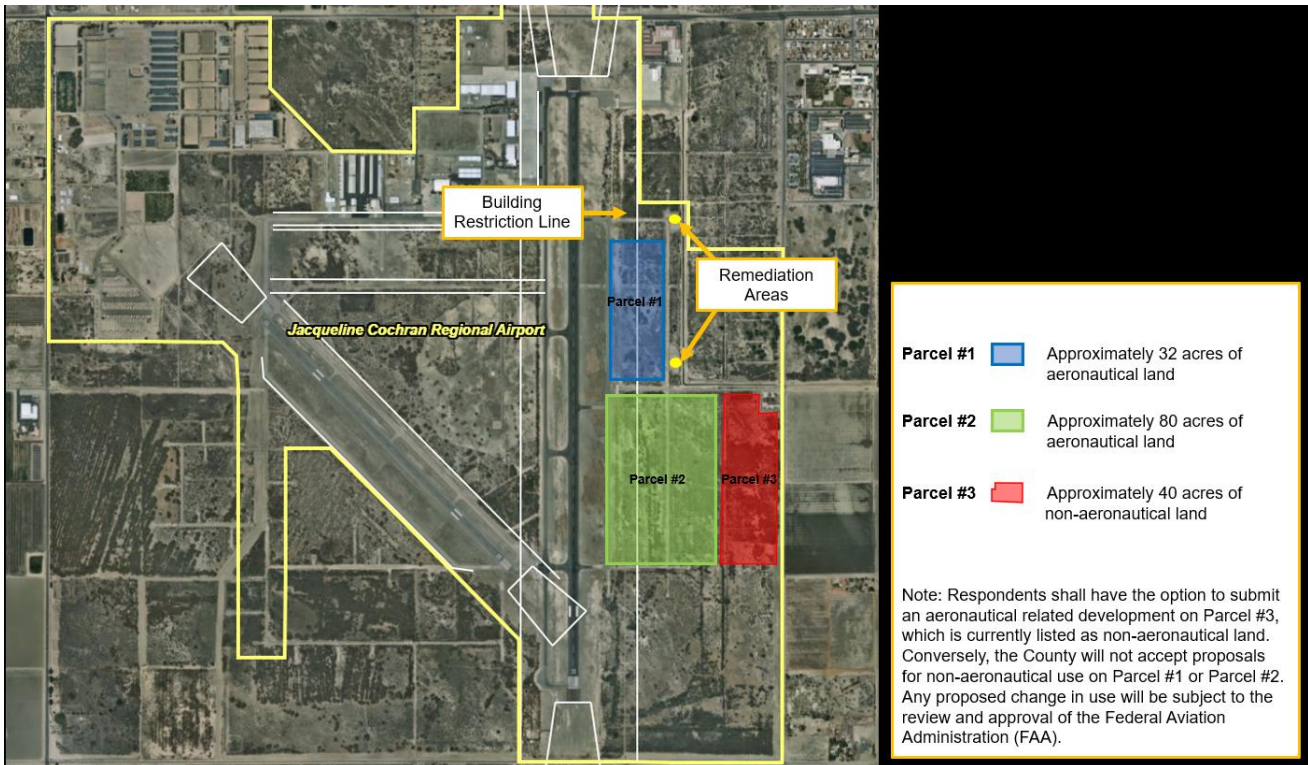 Building
Restriction Line
Remediation
Areas
Parcel #1
Jacqueline Cochran Regional Airport
Parcel #2
Parcel #3
Parcel #1
Approximately 32 acres of
aeronautical land
Parcel #2
Approximately 80 acres of
aeronautical land
Parcel #3
Approximately 40 acres of
non-aeronautical land
Note: Respondents shall have the option to submit
an aeronautical related development on Parcel #3,
which is currently listed as non-aeronautical land.
Conversely, the County will not accept proposals
for non-aeronautical use on Parcel #1 or Parcel #2.
Any proposed change in use will be subject to the
review and approval of the Federal Aviation
Administration (FAA).